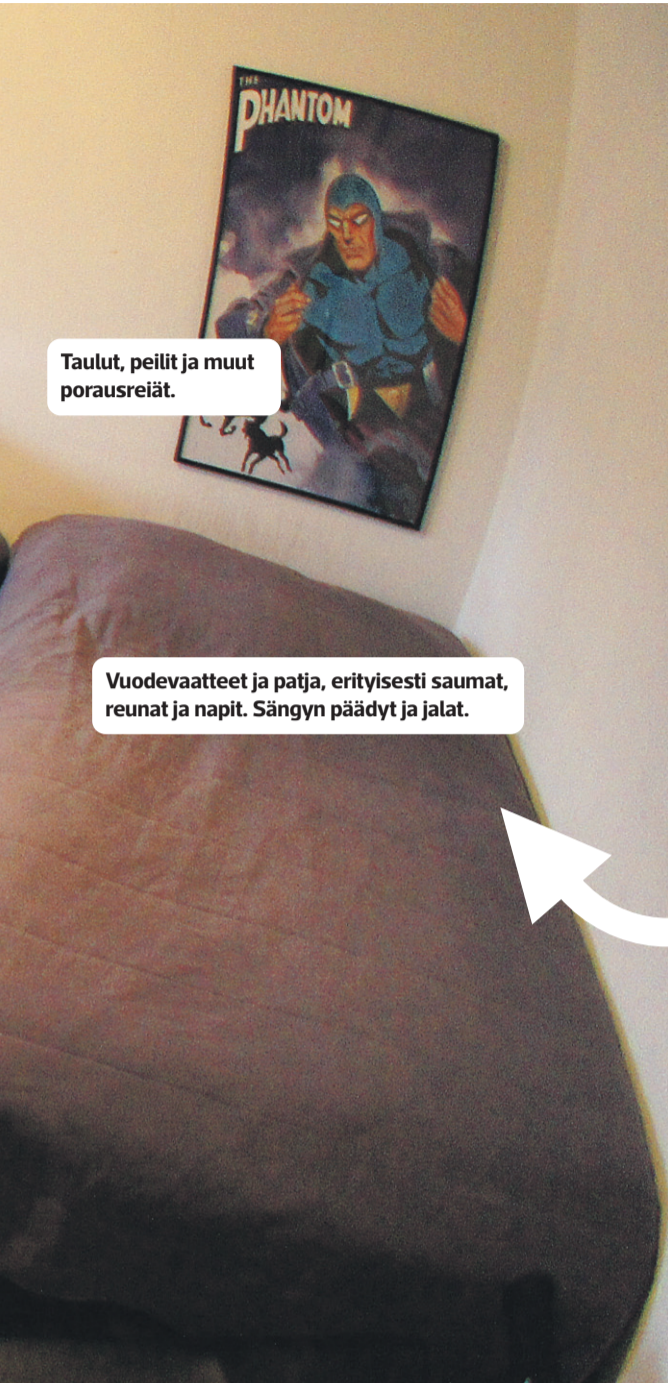 THE
PHANTOM
Taulut, peilit ja muut
porausreiät.
Vuodevaatteet ja patja, erityisesti saumat,
reunat ja napit. Sängyn päädyt ja jalat.